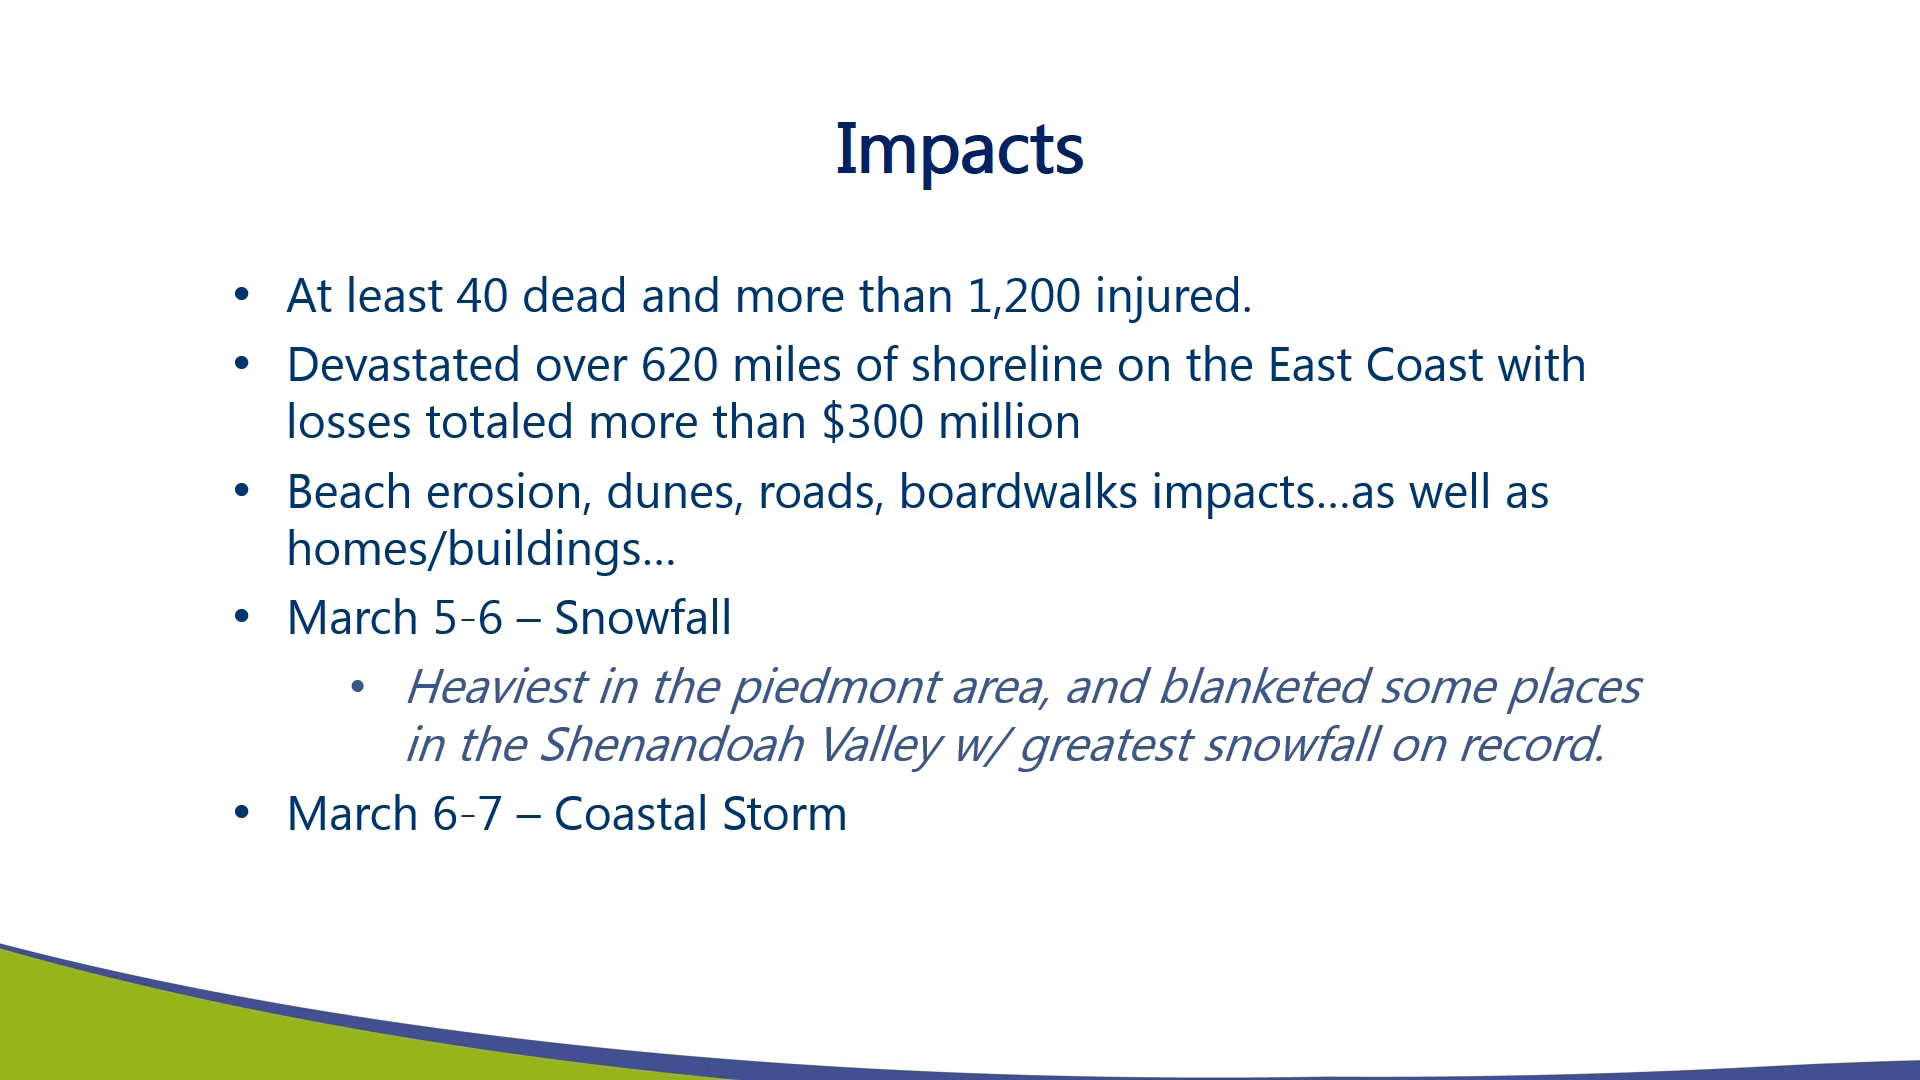 Impacts
• At least 40 dead and more than 1,200 injured.
• Devastated over 620 miles of shoreline on the East Coast with
losses totaled more than $300 million
• Beach erosion, dunes, roads, boardwalks impacts...as well as
homes/buildings...
• March 5-6 – Snowfall
• Heaviest in the piedmont area, and blanketed some places
in the Shenandoah Valley w/ greatest snowfall on record.
• March 6-7 – Coastal Storm